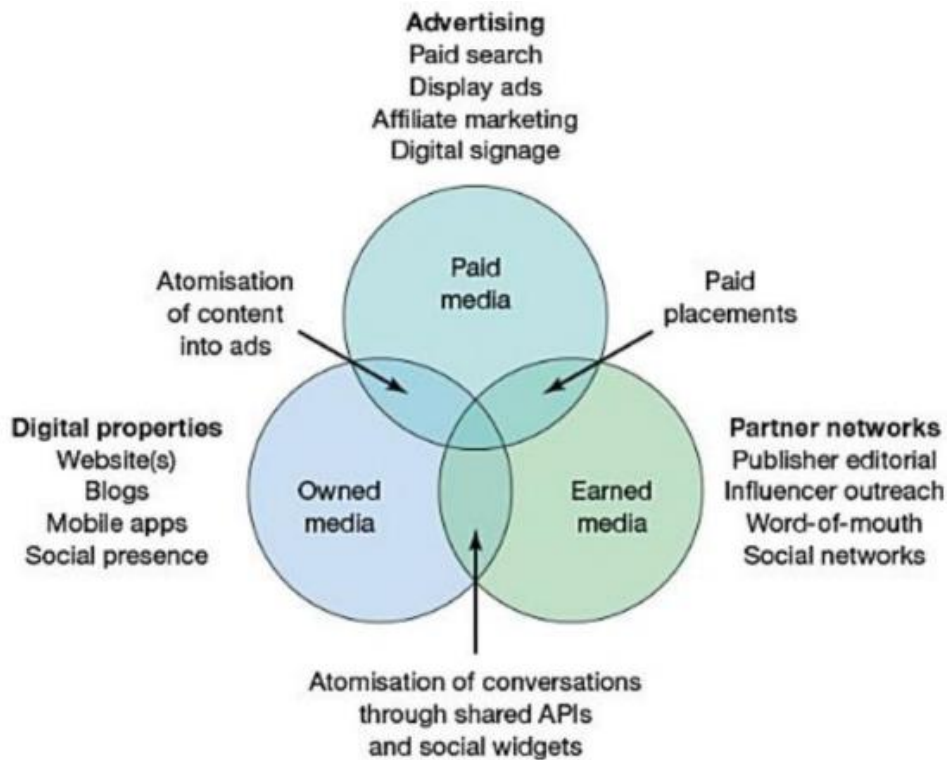 Advertising
Paid search
Display ads
Affiliate marketing
Digital signage
Paid
media
Atomisation
of content
into ads
Paid
placements
Digital properties
Website(s)
Blogs
Mobile apps
Social presence
Owned
media
Earned
media
Partner networks
Publisher editorial
Influencer outreach
Word-of-mouth
Social networks
Atomisation of conversations
through shared APIs
and social widgets